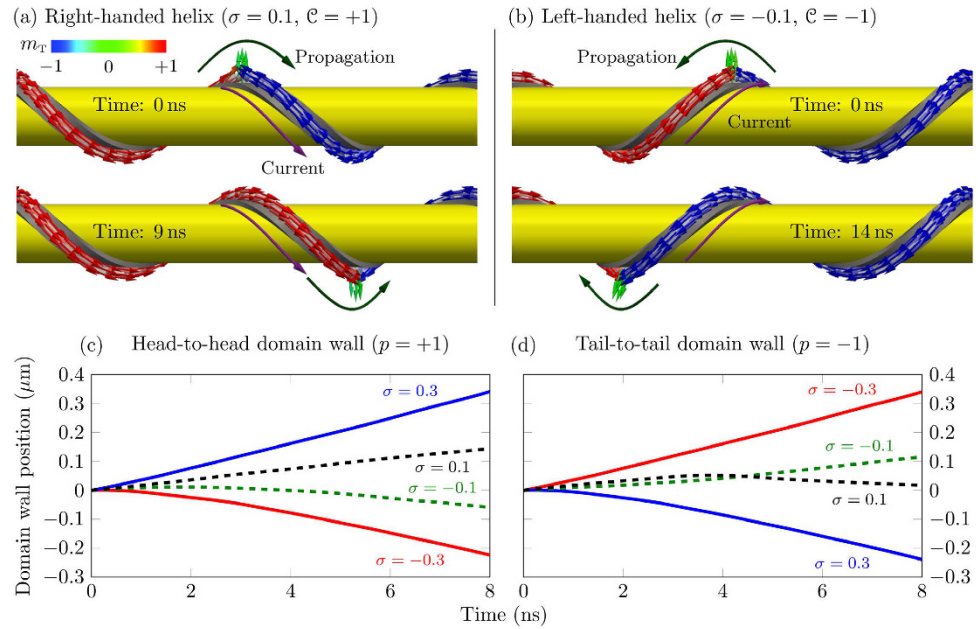 (a) Right-handed helix (σ = 0.1, C = +1)
(b) Left-handed helix (σ = −0.1, C = −1)
m_T
−1 0 +1
Propagation
Time: 0 ns
Current
Time: 9 ns
Propagation
Time: 0 ns
Current
Time: 14 ns
(c) Head-to-head domain wall (p = +1)
(d) Tail-to-tail domain wall (p = −1)
Domain wall position (μm)
0.4
0.3
0.2
0.1
0
−0.1
−0.2
−0.3
σ = 0.3
σ = 0.1
σ = −0.1
σ = −0.3
0 2 4 6 8
σ = −0.3
σ = −0.1
σ = 0.1
σ = 0.3
0 2 4 6 8
0.4
0.3
0.2
0.1
0
−0.1
−0.2
−0.3
Time (ns)